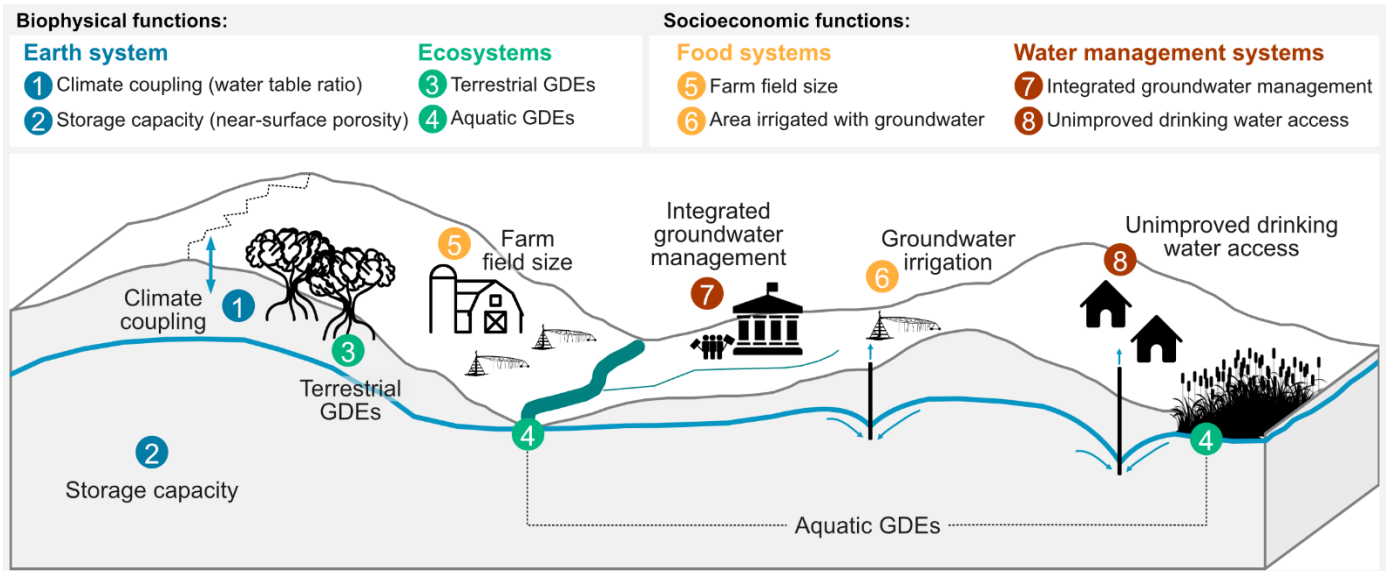 Biophysical functions:
Socioeconomic functions:
Earth system
1 Climate coupling (water table ratio)
2 Storage capacity (near-surface porosity)
Ecosystems
3 Terrestrial GDEs
4 Aquatic GDEs
Food systems
5 Farm field size
6 Area irrigated with groundwater
Water management systems
7 Integrated groundwater management
8 Unimproved drinking water access
Climate
coupling
1
3
Terrestrial
GDEs
2
Storage capacity
5
Farm
field size
4
Integrated
groundwater
management
7
Groundwater
irrigation
6
Unimproved drinking
water access
8
4
Aquatic GDEs